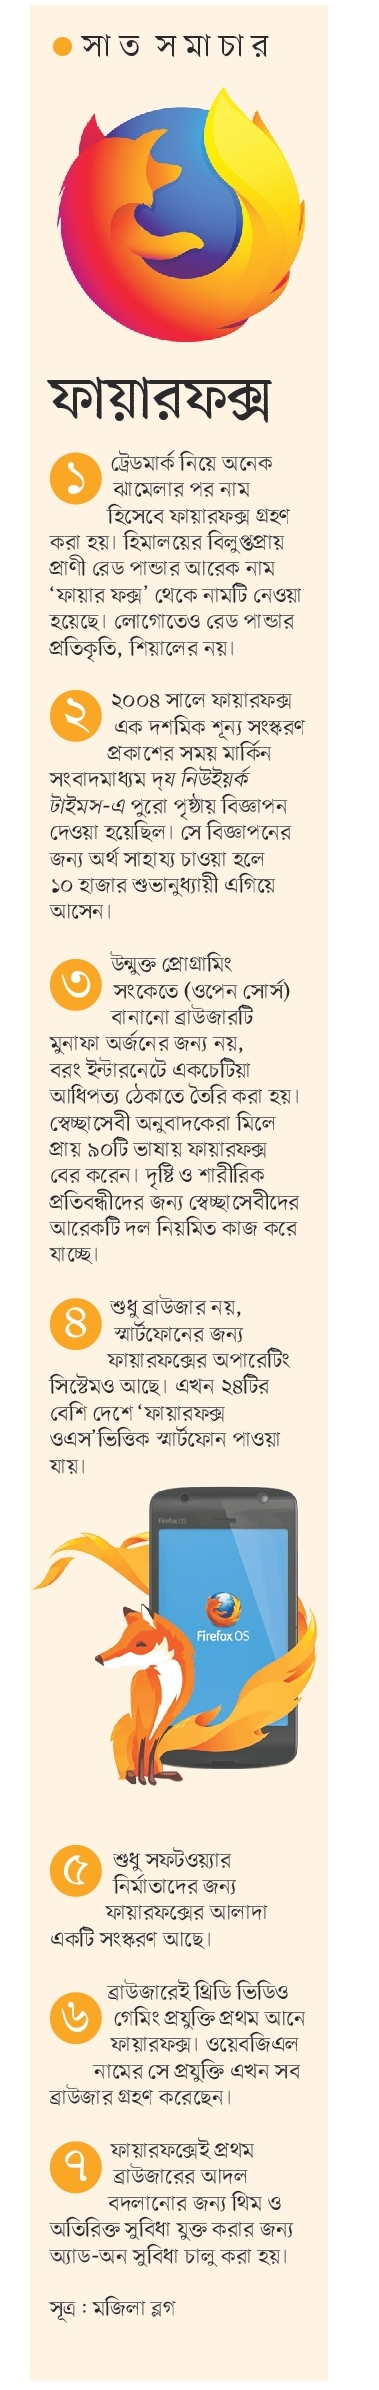 সাত সমাচার
ফায়ারফক্স
১
ট্রেডমার্ক নিয়ে অনেক
ঝামেলার পর নাম
হিসেবে ফায়ারফক্স গ্রহণ
করা হয়। হিমালয়ের বিলুপ্তপ্রায়
প্রাণী রেড পান্ডার আরেক নাম
‘ফায়ার ফক্স’ থেকে নামটি নেওয়া
হয়েছে। লোগোতেও রেড পান্ডার
প্রতিকৃতি, শিয়ালের নয়।
২
২০০৪ সালে ফায়ারফক্স
এক দশমিক শূন্য সংস্করণ
প্রকাশের সময় মার্কিন
সংবাদমাধ্যম দ্য নিউইয়র্ক
টাইমস-এ পুরো পৃষ্ঠায় বিজ্ঞাপন
দেওয়া হয়েছিল। সে বিজ্ঞাপনের
জন্য অর্থ সাহায্য চাওয়া হলে
১০ হাজার শুভানুধ্যায়ী এগিয়ে
আসেন।
৩
উন্মুক্ত প্রোগ্রামিং
সংকেতে (ওপেন সোর্স)
বানানো ব্রাউজারটি
মুনাফা অর্জনের জন্য নয়,
বরং ইন্টারনেটে একচেটিয়া
আধিপত্য ঠেকাতে তৈরি করা হয়।
স্বেচ্ছাসেবী অনুবাদকেরা মিলে
প্রায় ৯০টি ভাষায় ফায়ারফক্স
বের করেন। দৃষ্টি ও শারীরিক
প্রতিবন্ধীদের জন্য স্বেচ্ছাসেবীদের
আরেকটি দল নিয়মিত কাজ করে
যাচ্ছে।
৪
শুধু ব্রাউজার নয়,
স্মার্টফোনের জন্য
ফায়ারফক্সের অপারেটিং
সিস্টেমও আছে। এখন ২৪টির
বেশি দেশে ‘ফায়ারফক্স
ওএস’ভিত্তিক স্মার্টফোন পাওয়া
যায়।
Firefox OS
Firefox OS
৫
শুধু সফটওয়্যার
নির্মাতাদের জন্য
ফায়ারফক্সের আলাদা
একটি সংস্করণ আছে।
৬
ব্রাউজারেই থ্রিডি ভিডিও
গেমিং প্রযুক্তি প্রথম আনে
ফায়ারফক্স। ওয়েবজিএল
নামের সে প্রযুক্তি এখন সব
ব্রাউজার গ্রহণ করেছেন।
৭
ফায়ারফক্সেই প্রথম
ব্রাউজারের আদল
বদলানোর জন্য থিম ও
অতিরিক্ত সুবিধা যুক্ত করার জন্য
অ্যাড-অন সুবিধা চালু করা হয়।
সূত্র : মজিলা ব্লগ